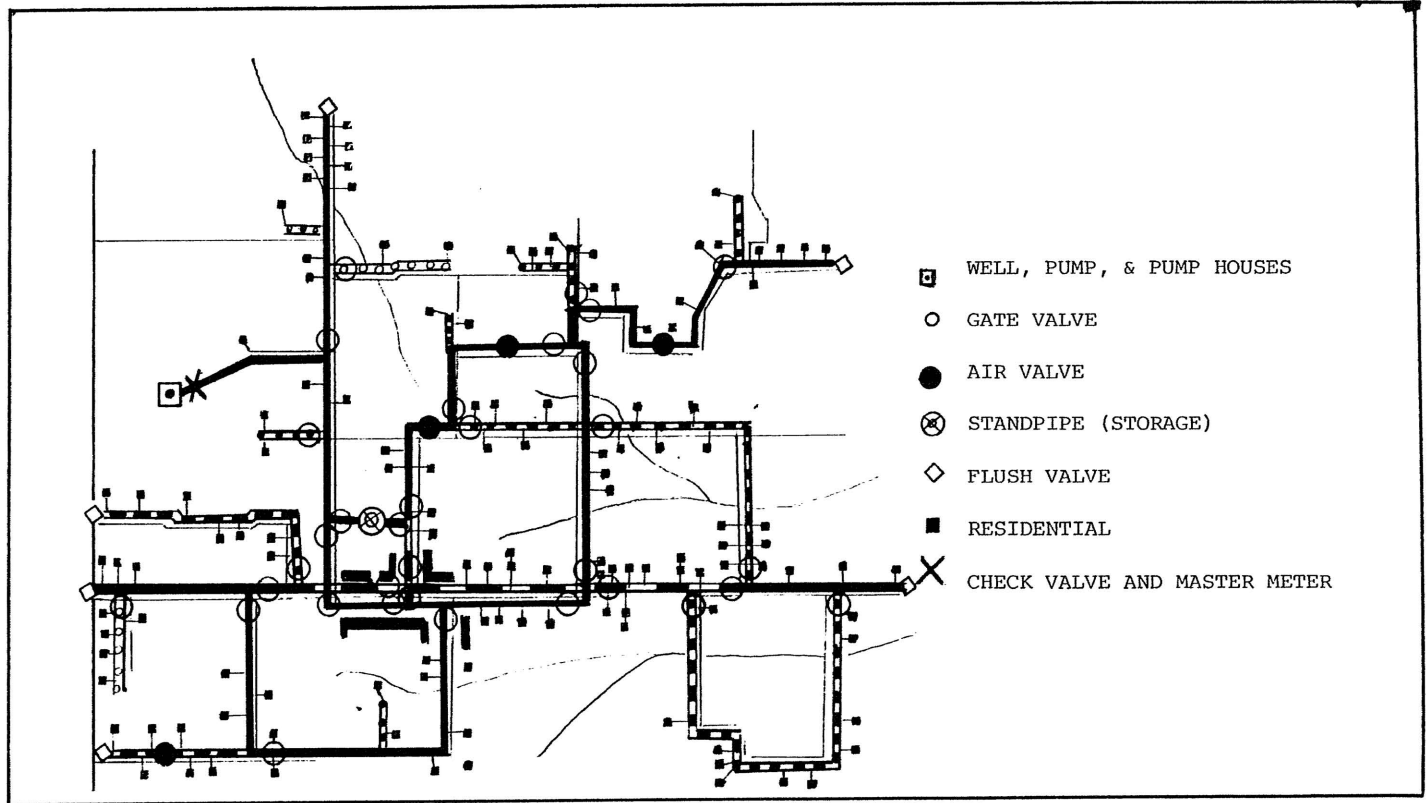 WELL, PUMP, & PUMP HOUSES
GATE VALVE
AIR VALVE
STANDPIPE (STORAGE)
FLUSH VALVE
RESIDENTIAL
CHECK VALVE AND MASTER METER